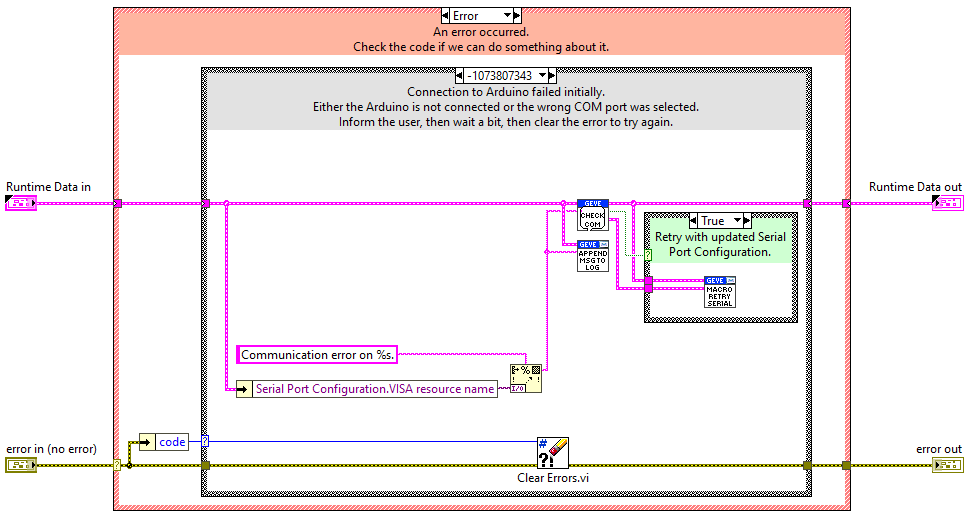 Error
An error occurred.
Check the code if we can do something about it.
-1073807343
Connection to Arduino failed initially.
Either the Arduino is not connected or the wrong COM port was selected.
Inform the user, then wait a bit, then clear the error to try again.
Runtime Data in
Runtime Data out
GEVE
CHECK
COM
True
Retry with updated Serial
Port Configuration.
GEVE
APPEND
MSGTO
LOG
GEVE
MACRO
RETRY
SERIAL
Communication error on %s.
%
I/O
Serial Port Configuration.VISA resource name
error in (no error)
code
?
#
?!
Clear Errors.vi
error out